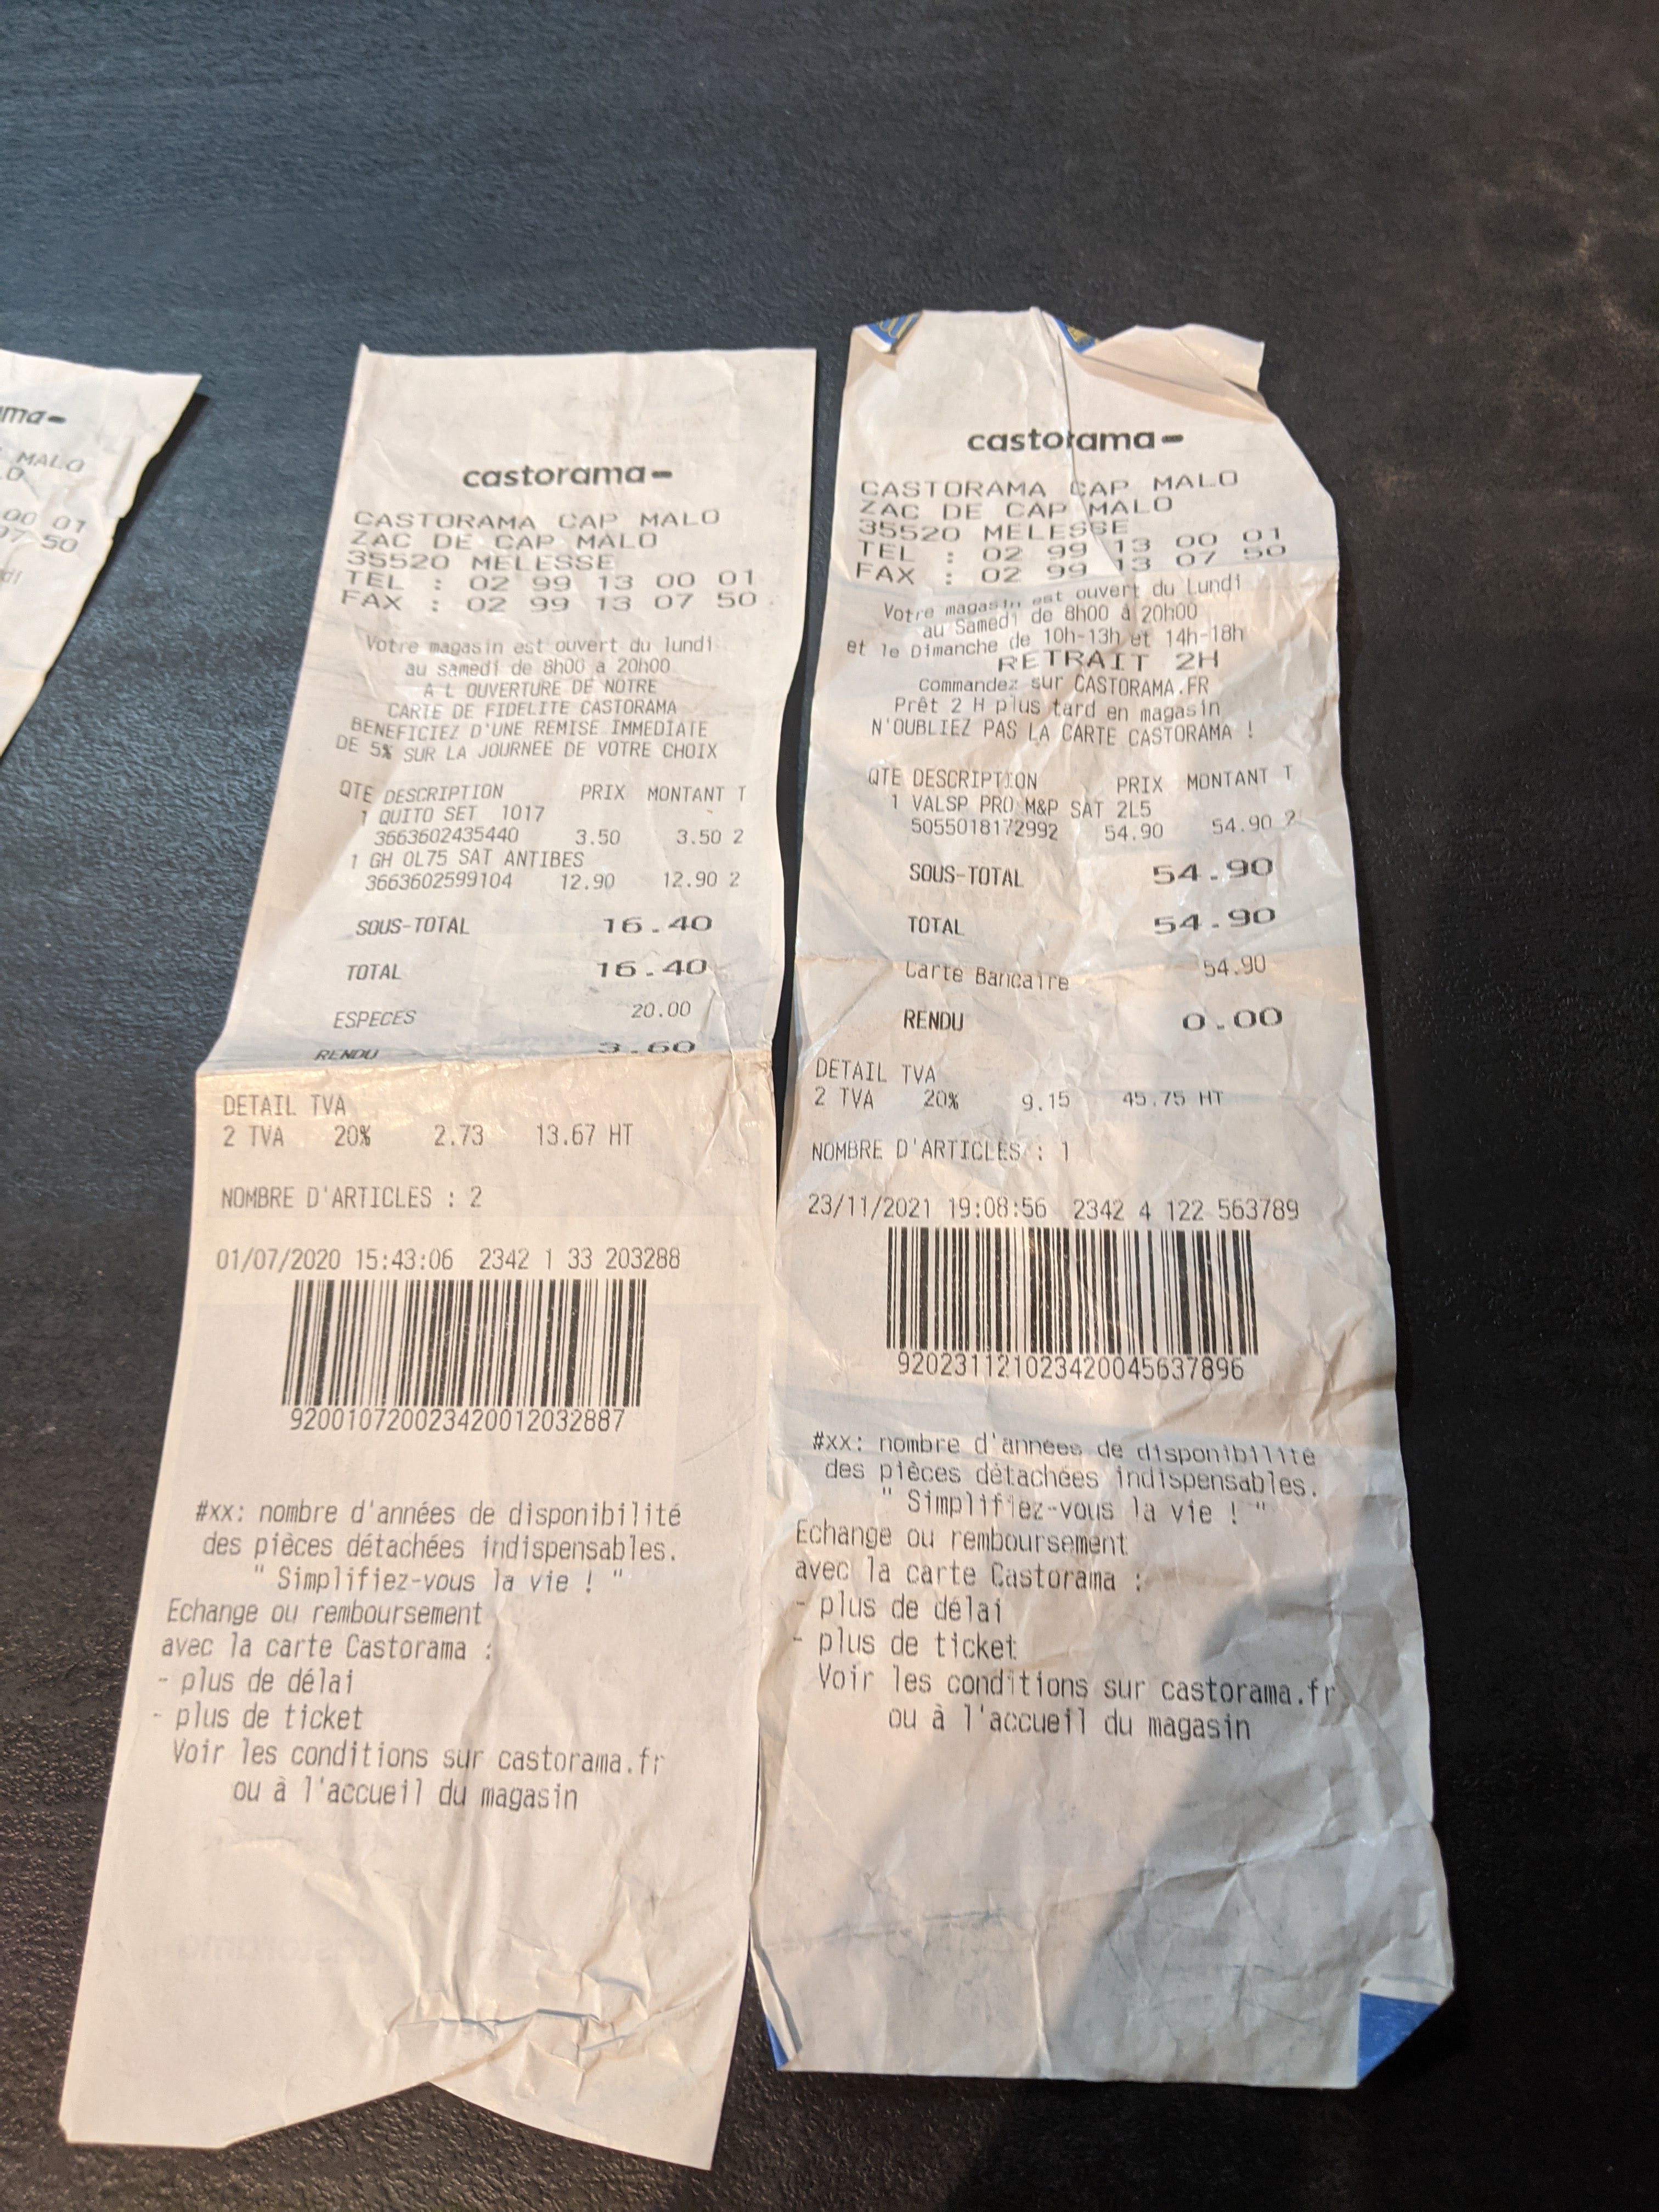 ma
MALO
O
00 01
07 50
di
castorama
CASTORAMA CAP MALO
ZAC DE CAP MALO
35520 MELESSE
TEL : 02 99 13 00 01
FAX : 02 99 13 07 50
Votre magasin est ouvert du lundi
au samedi de 8h00 à 20h00
A L OUVERTURE DE NOTRE
CARTE DE FIDELITE CASTORAMA
BENEFICIEZ D'UNE REMISE IMMEDIATE
DE 5% SUR LA JOURNEE DE VOTRE CHOIX
QTE DESCRIPTION PRIX MONTANT T
1 QUITO SET 1017
3663602435440 3.50 3.50 2
1 GH 0L75 SAT ANTIBES
3663602599104 12.90 12.90 2
SOUS-TOTAL 16.40
TOTAL 16.40
ESPECES 20.00
RENDU 3.60
DETAIL TVA
2 TVA 20% 2.73 13.67 HT
NOMBRE D'ARTICLES : 2
01/07/2020 15:43:06 2342 1 33 203288
920010720023420012032887
#xx: nombre d'années de disponibilité
des pièces détachées indispensables.
" Simplifiez-vous la vie ! "
Echange ou remboursement
avec la carte Castorama :
- plus de délai
- plus de ticket
Voir les conditions sur castorama.fr
ou à l'accueil du magasin
castorama
CASTORAMA CAP MALO
ZAC DE CAP MALO
35520 MELESSE
TEL : 02 99 13 00 01
FAX : 02 99 13 07 50
Votre magasin est ouvert du Lundi
au Samedi de 8h00 à 20h00
et le Dimanche de 10h-13h et 14h-18h
RETRAIT 2H
Commandez sur CASTORAMA.FR
Prêt 2 H plus tard en magasin
N'OUBLIEZ PAS LA CARTE CASTORAMA !
QTE DESCRIPTION PRIX MONTANT T
1 VALSP PRO M&P SAT 2L5
5055018172992 54.90 54.90 2
SOUS-TOTAL 54.90
TOTAL 54.90
Carte Bancaire 54.90
RENDU 0.00
DETAIL TVA
2 TVA 20% 9.15 45.75 HT
NOMBRE D'ARTICLES : 1
23/11/2021 19:08:56 2342 4 122 563789
920231121023420045637896
#xx: nombre d'années de disponibilité
des pièces détachées indispensables.
" Simplifiez-vous la vie ! "
Echange ou remboursement
avec la carte Castorama :
- plus de délai
- plus de ticket
Voir les conditions sur castorama.fr
ou à l'accueil du magasin